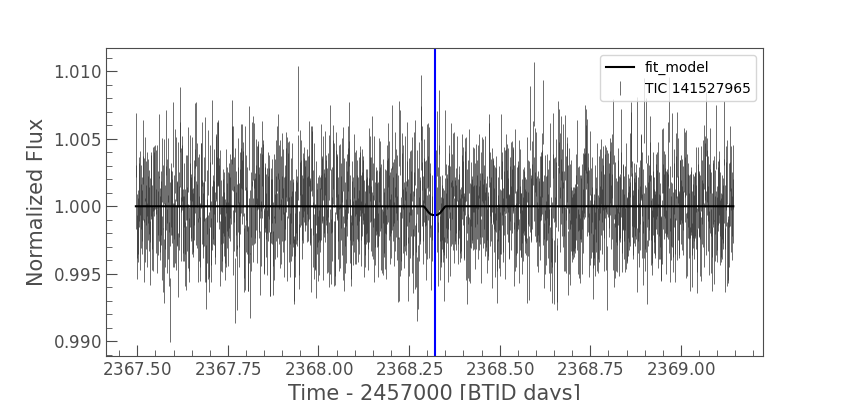 1.010
1.005
1.000
0.995
0.990
Normalized Flux
fit_model
TIC 141527965
2367.50 2367.75 2368.00 2368.25 2368.50 2368.75 2369.00
Time - 2457000 [BTJD days]